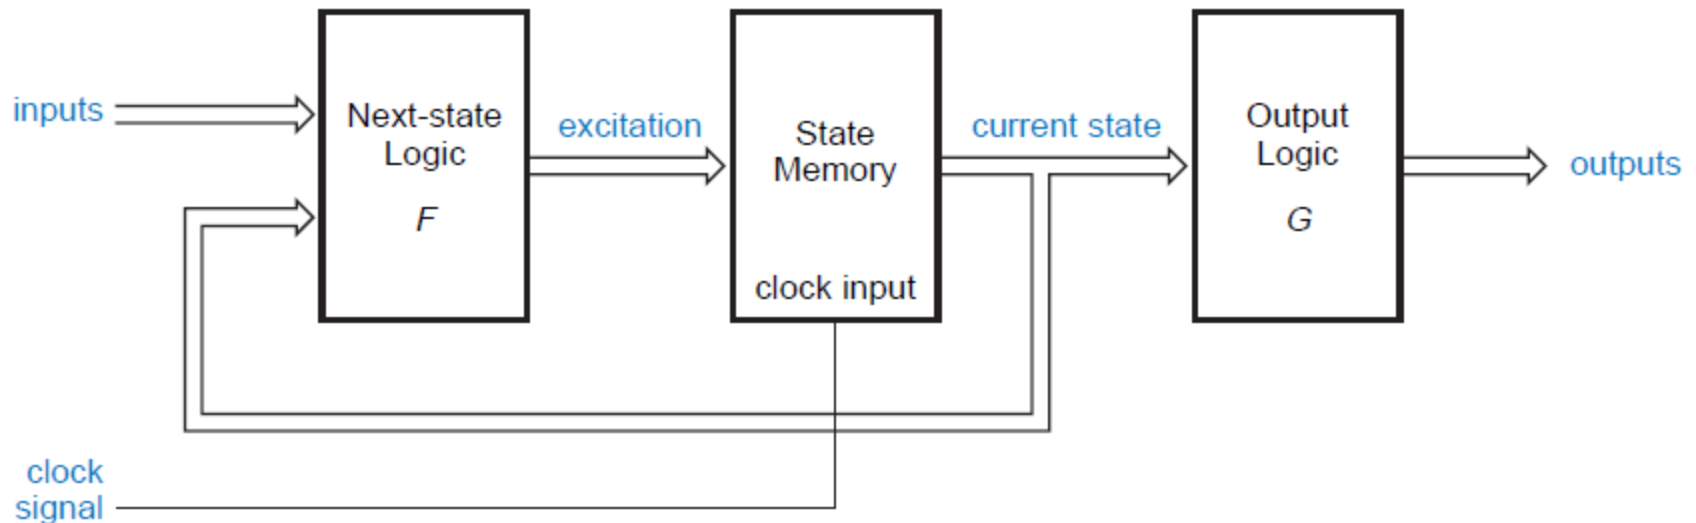 inputs
Next-state
Logic
F
excitation
State
Memory
clock input
current state
Output
Logic
G
outputs
clock
signal